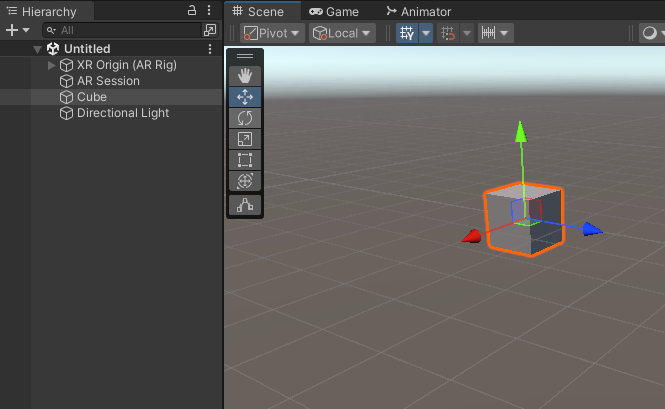 Hierarchy
All
Untitled
XR Origin (AR Rig)
AR Session
Cube
Directional Light
Scene Game Animator
Pivot Local